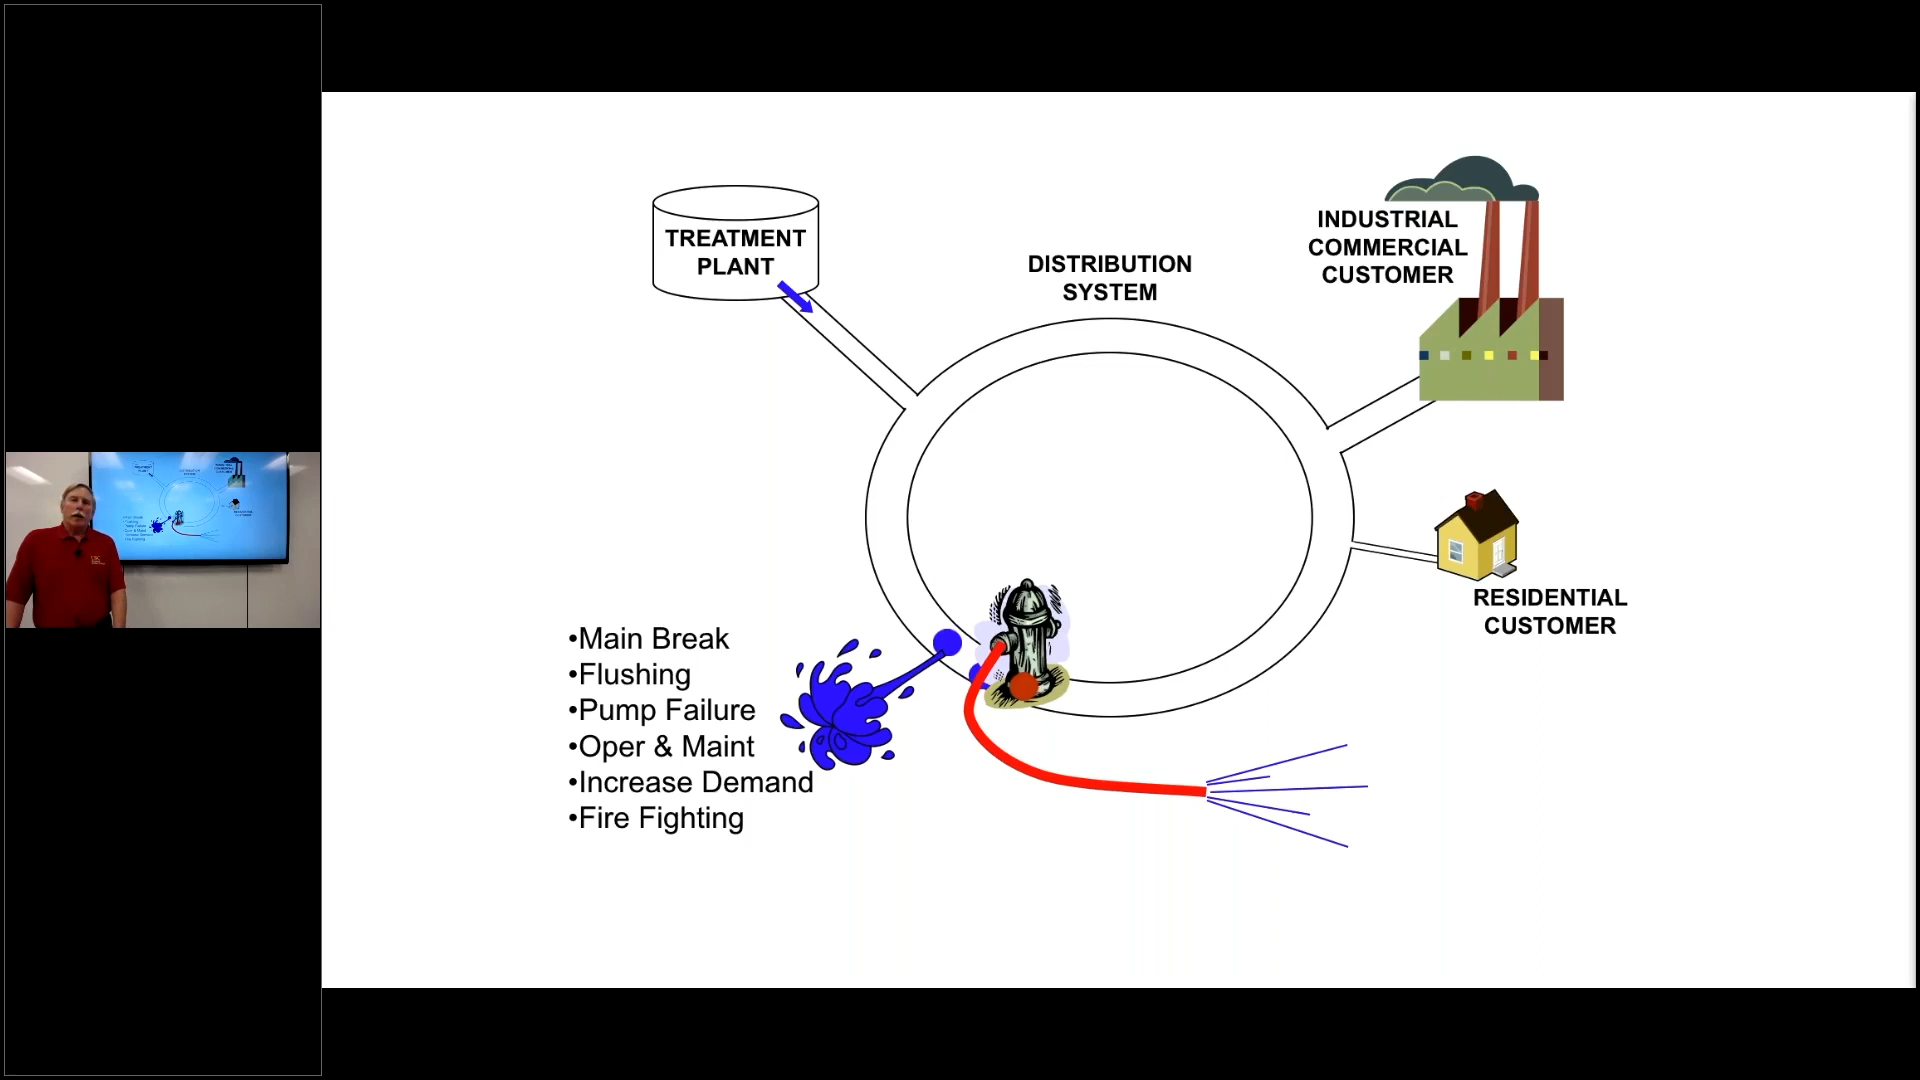 TREATMENT
PLANT
DISTRIBUTION
SYSTEM
INDUSTRIAL
COMMERCIAL
CUSTOMER
RESIDENTIAL
CUSTOMER
•Main Break
•Flushing
•Pump Failure
•Oper & Maint
•Increase Demand
•Fire Fighting